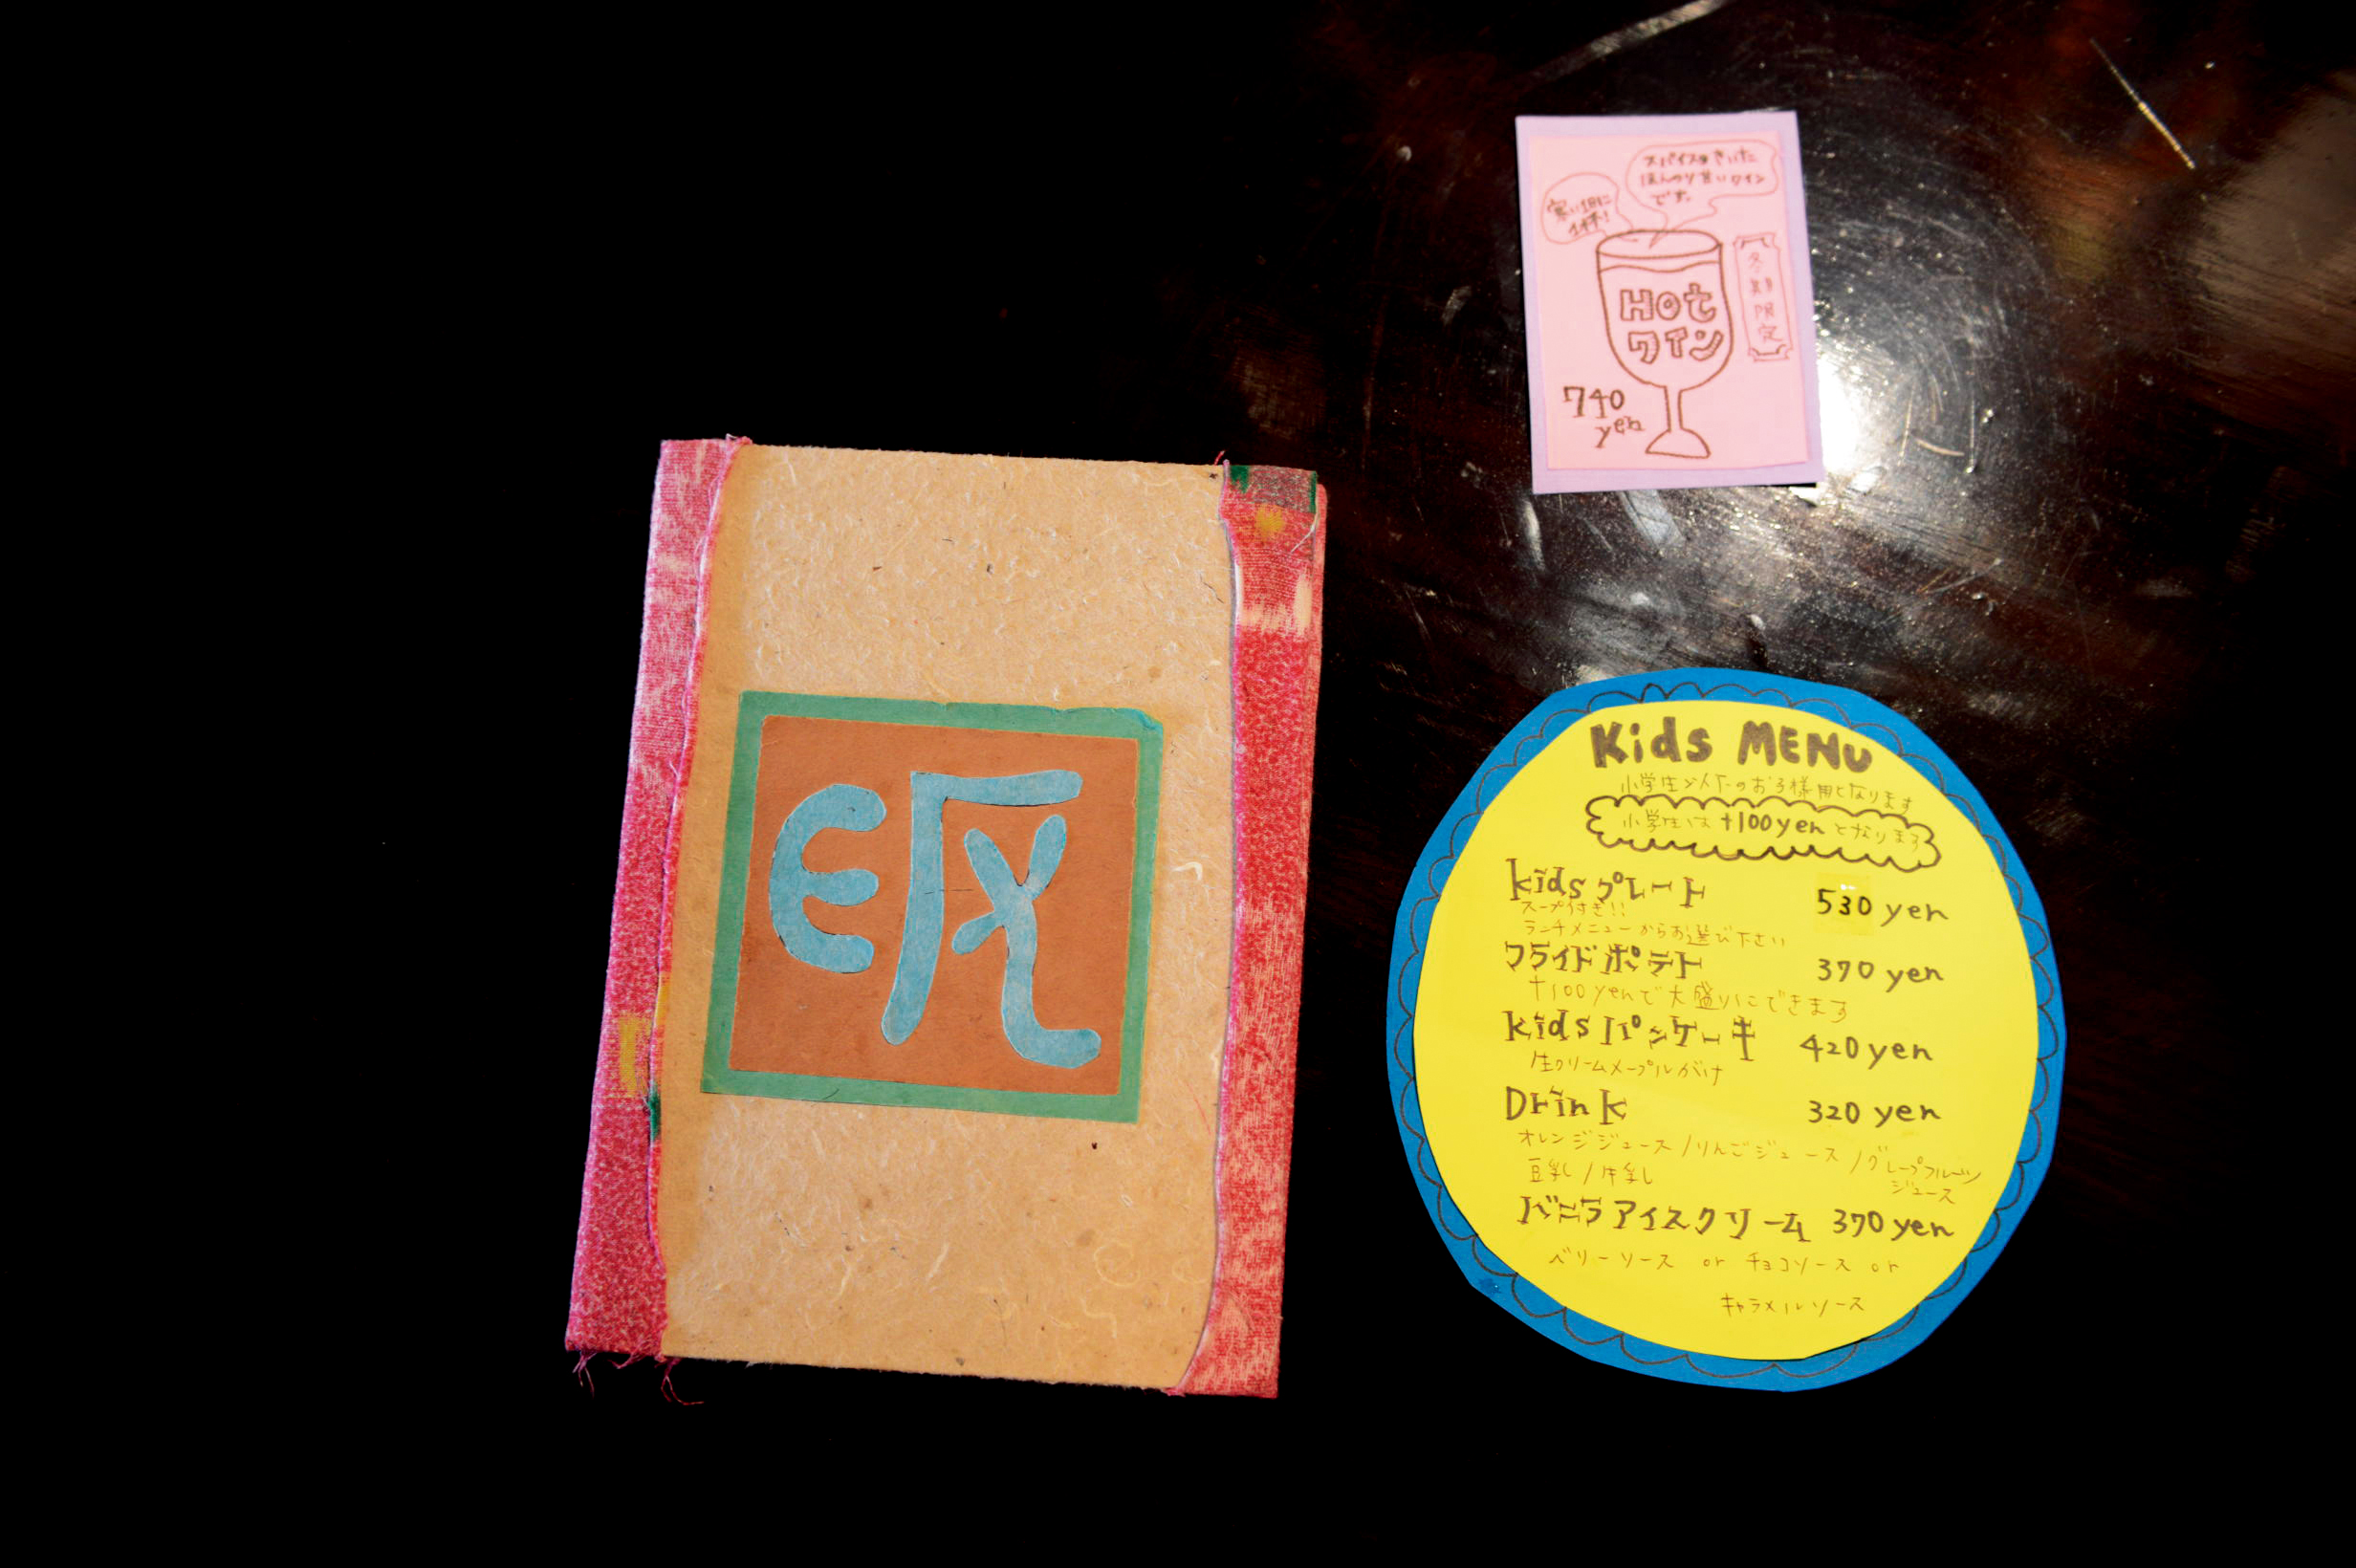 スパイスのきいた
ほんのり甘いワイン
です。
寒い1日に
1杯!
冬期限定
Hot
ワイン
740
yen
Kids MENU
小学生以下のお子様用となります
小学生は+100yenとなります
kidsプレート 530 yen
スープ付き!!
ランチメニューからお選び下さい
フライドポテト 370 yen
+100yenで大盛りにできます
kidsパンケーキ 420 yen
生クリームメープルがけ
Drink 320 yen
オレンジジュース/りんごジュース/グレープフルーツ
ジュース
豆乳/牛乳
バニラアイスクリーム 370 yen
ベリーソース or チョコソース or
キャラメルソース